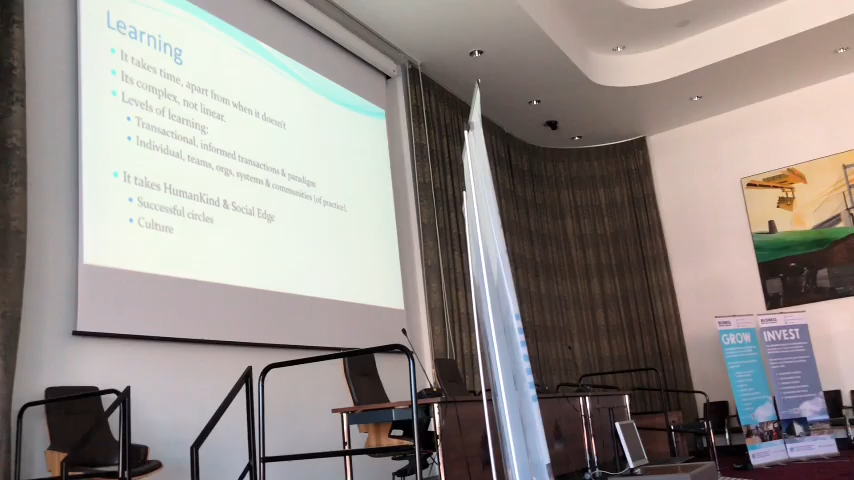 Learning
It takes time, apart from when it doesn't
Its complex, not linear.
Levels of learning:
Transactional, informed transactions & paradigm
Individual, teams, orgs, systems & communities (of practice).
It takes HumanKind & Social Edge
Successful circles
Culture
GROW
INVEST